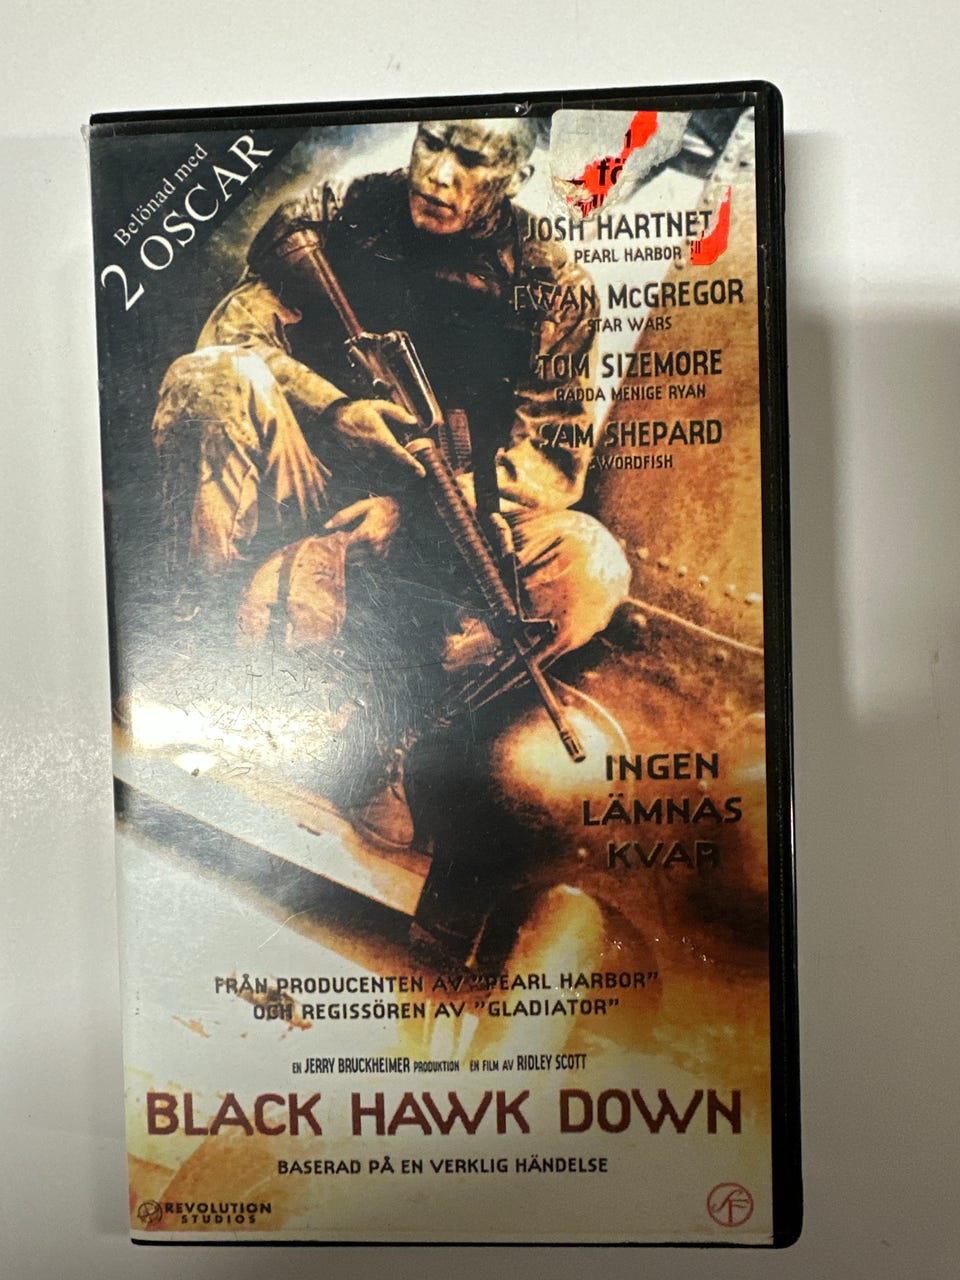 Belönad med
2 OSCAR
fö
JOSH HARTNET
PEARL HARBOR
EWAN McGREGOR
STAR WARS
TOM SIZEMORE
RÄDDA MENIGE RYAN
SAM SHEPARD
SWORDFISH
INGEN
LÄMNAS
KVAR
FRÅN PRODUCENTEN AV "PEARL HARBOR"
OCH REGISSÖREN AV "GLADIATOR"
EN JERRY BRUCKHEIMER PRODUKTION EN FILM AV RIDLEY SCOTT
BLACK HAWK DOWN
BASERAD PÅ EN VERKLIG HÄNDELSE
REVOLUTION
STUDIOS
SF